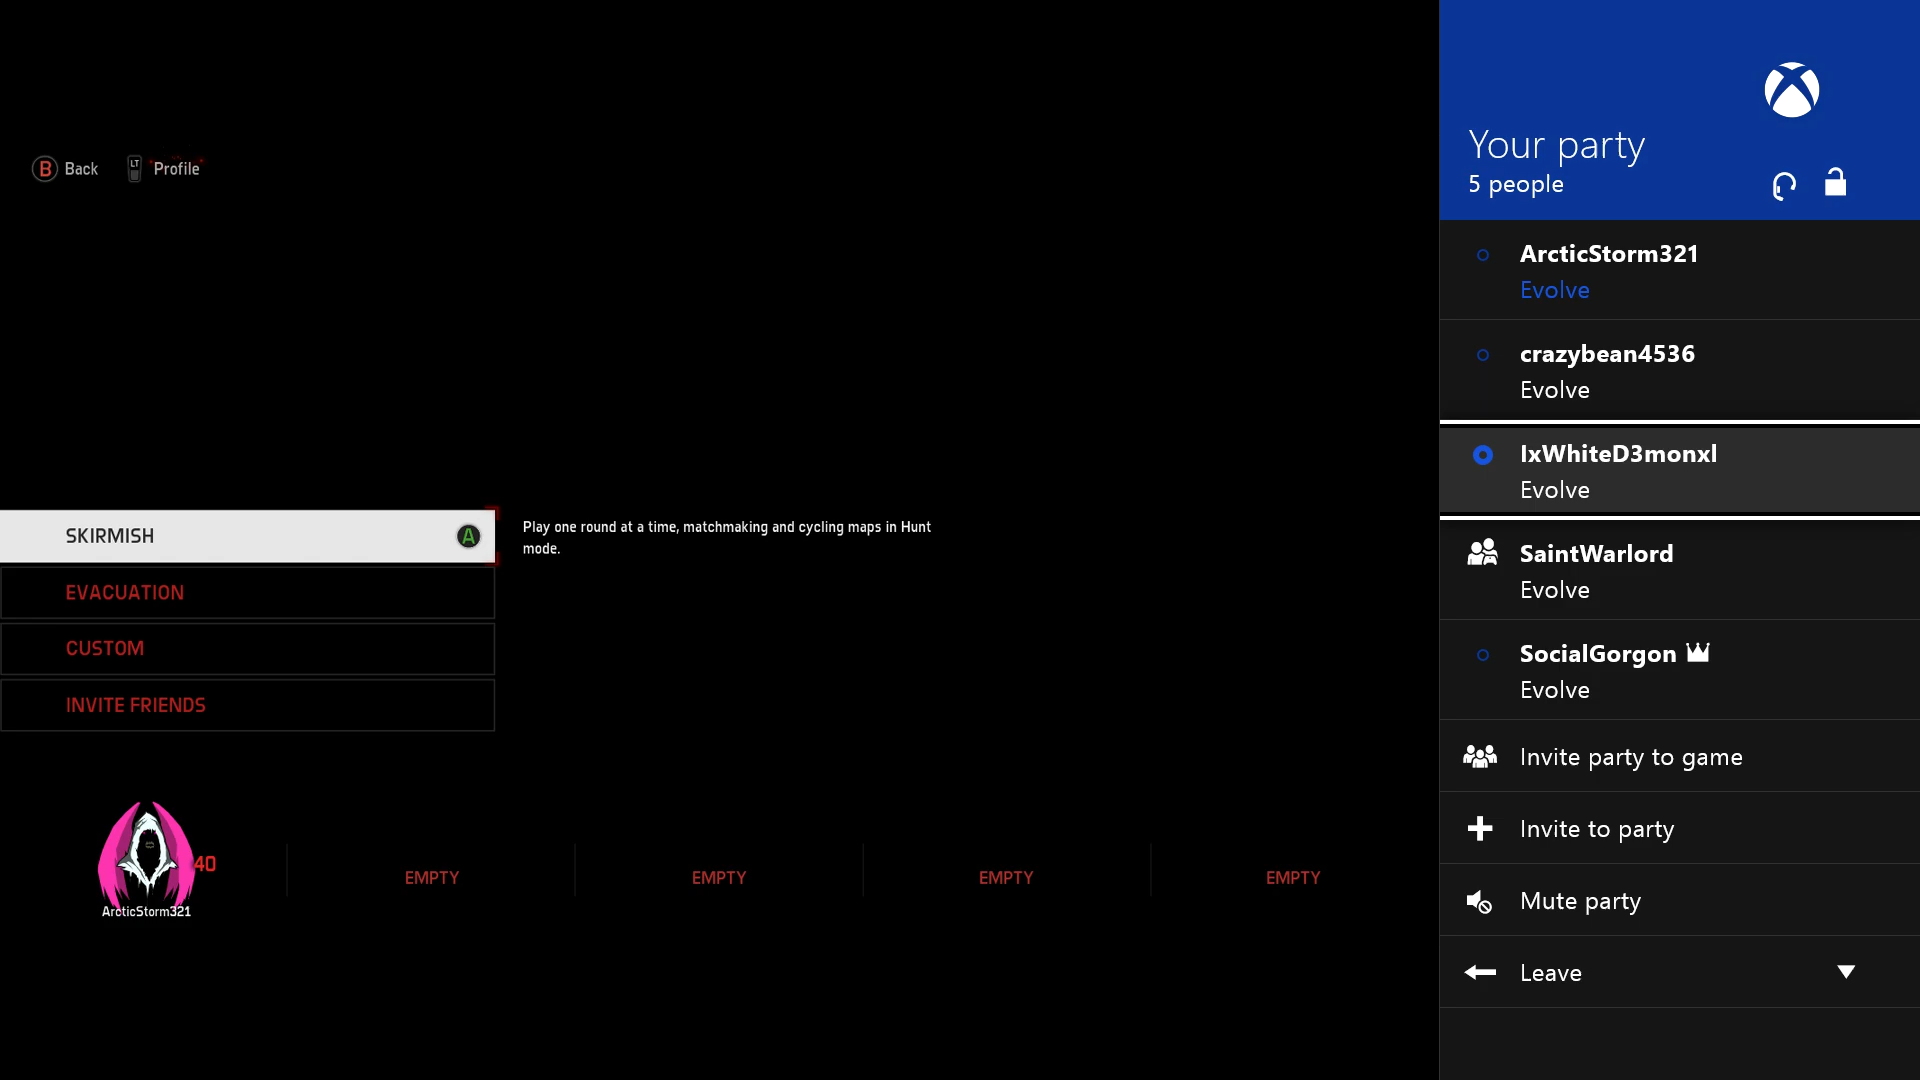 B Back LT Profile
SKIRMISH A
Play one round at a time, matchmaking and cycling maps in Hunt
mode.
EVACUATION
CUSTOM
INVITE FRIENDS
40
ArcticStorm321
EMPTY EMPTY EMPTY EMPTY
Your party
5 people
ArcticStorm321
Evolve
crazybean4536
Evolve
IxWhiteD3monxI
Evolve
SaintWarlord
Evolve
SocialGorgon
Evolve
Invite party to game
Invite to party
Mute party
Leave